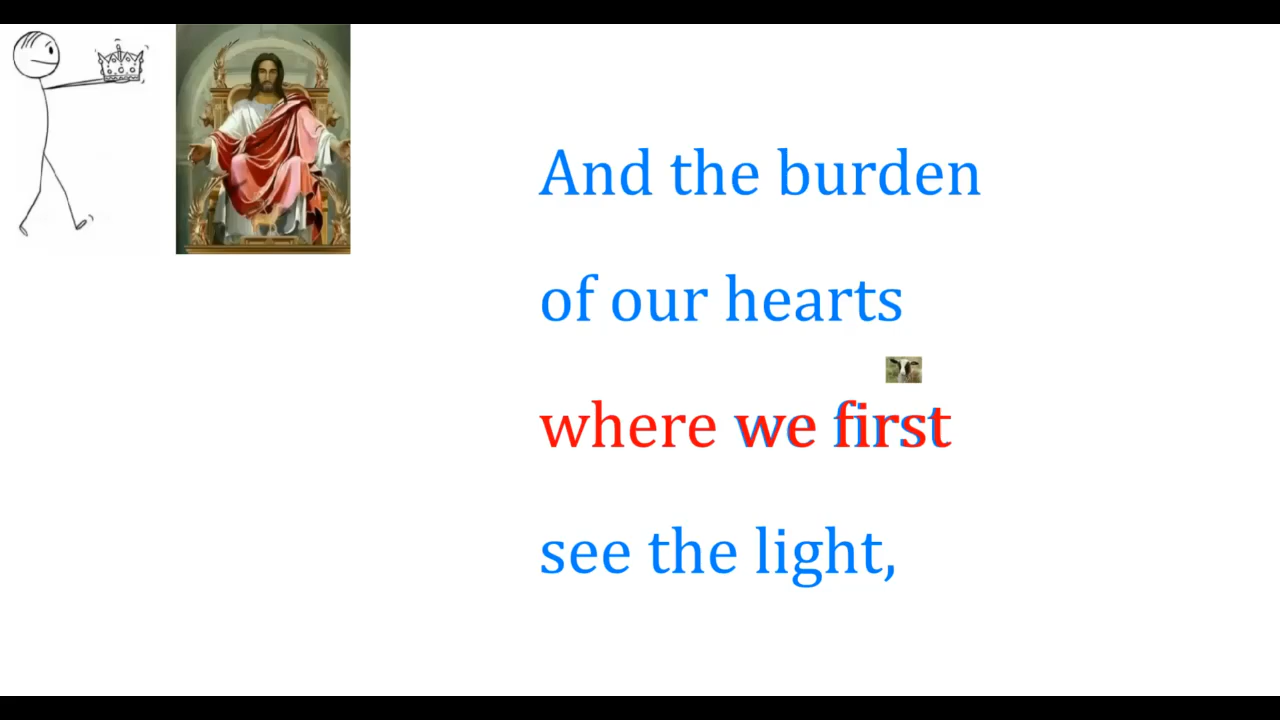 And the burden
of our hearts
where we first
see the light,